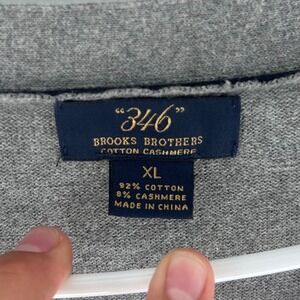 "346"
BROOKS BROTHERS
COTTON CASHMERE
XL
92% COTTON
8% CASHMERE
MADE IN CHINA